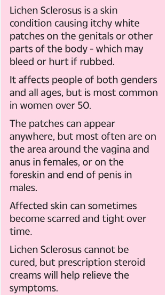 Lichen Sclerosus is a skin
condition causing itchy white
patches on the genitals or other
parts of the body - which may
bleed or hurt if rubbed.
It affects people of both genders
and all ages, but is most common
in women over 50.
The patches can appear
anywhere, but most often are on
the area around the vagina and
anus in females, or on the
foreskin and end of penis in
males.
Affected skin can sometimes
become scarred and tight over
time.
Lichen Sclerosus cannot be
cured, but prescription steroid
creams will help relieve the
symptoms.